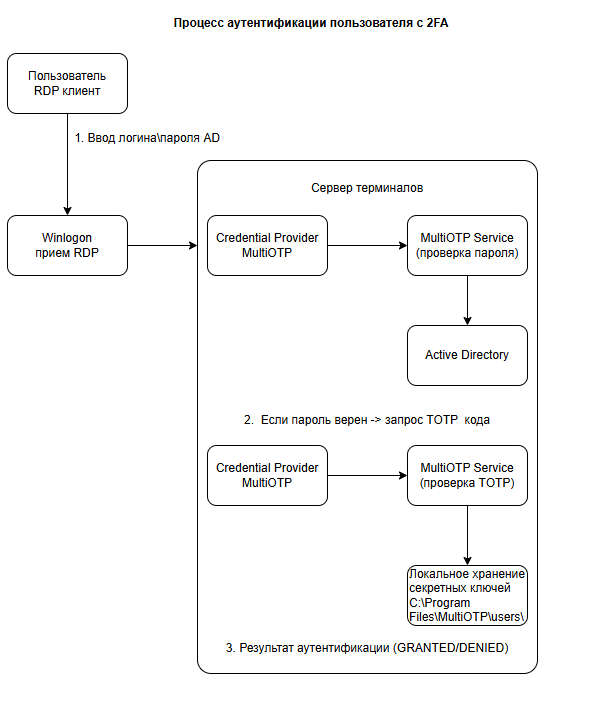 Процесс аутентификации пользователя с 2FA
Пользователь
RDP клиент
1. Ввод логина\пароля AD
Сервер терминалов
Winlogon
прием RDP
Credential Provider
MultiOTP
MultiOTP Service
(проверка пароля)
Active Directory
2. Если пароль верен -> запрос TOTP кода
Credential Provider
MultiOTP
MultiOTP Service
(проверка TOTP)
Локальное хранение
секретных ключей
C:\Program
Files\MultiOTP\users\
3. Результат аутентификации (GRANTED/DENIED)